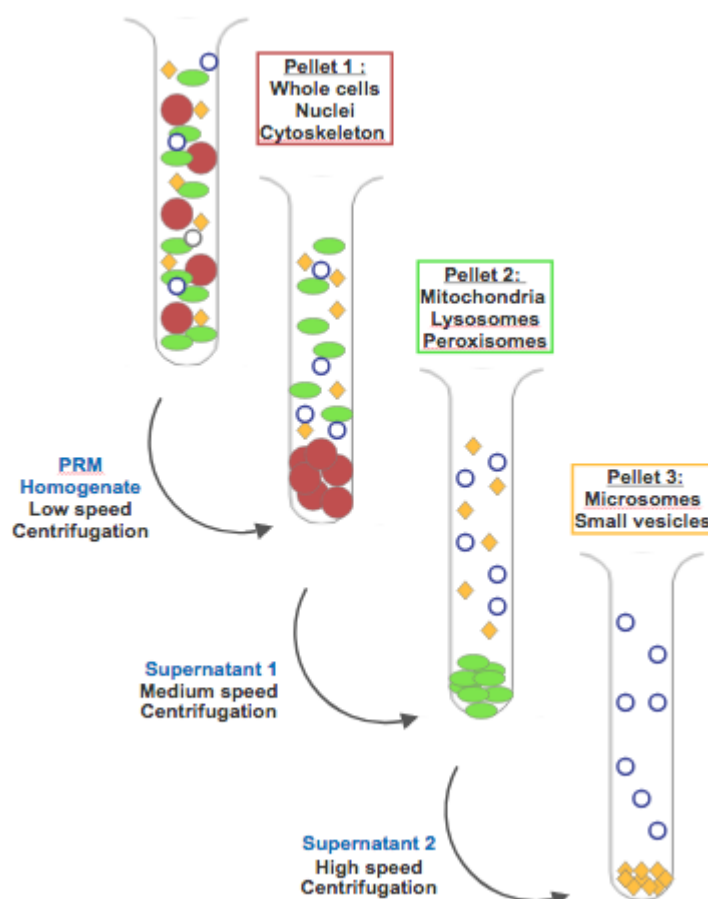 Pellet 1 :
Whole cells
Nuclei
Cytoskeleton
Pellet 2:
Mitochondria
Lysosomes
Peroxisomes
PRM
Homogenate
Low speed
Centrifugation
Pellet 3:
Microsomes
Small vesicles
Supernatant 1
Medium speed
Centrifugation
Supernatant 2
High speed
Centrifugation